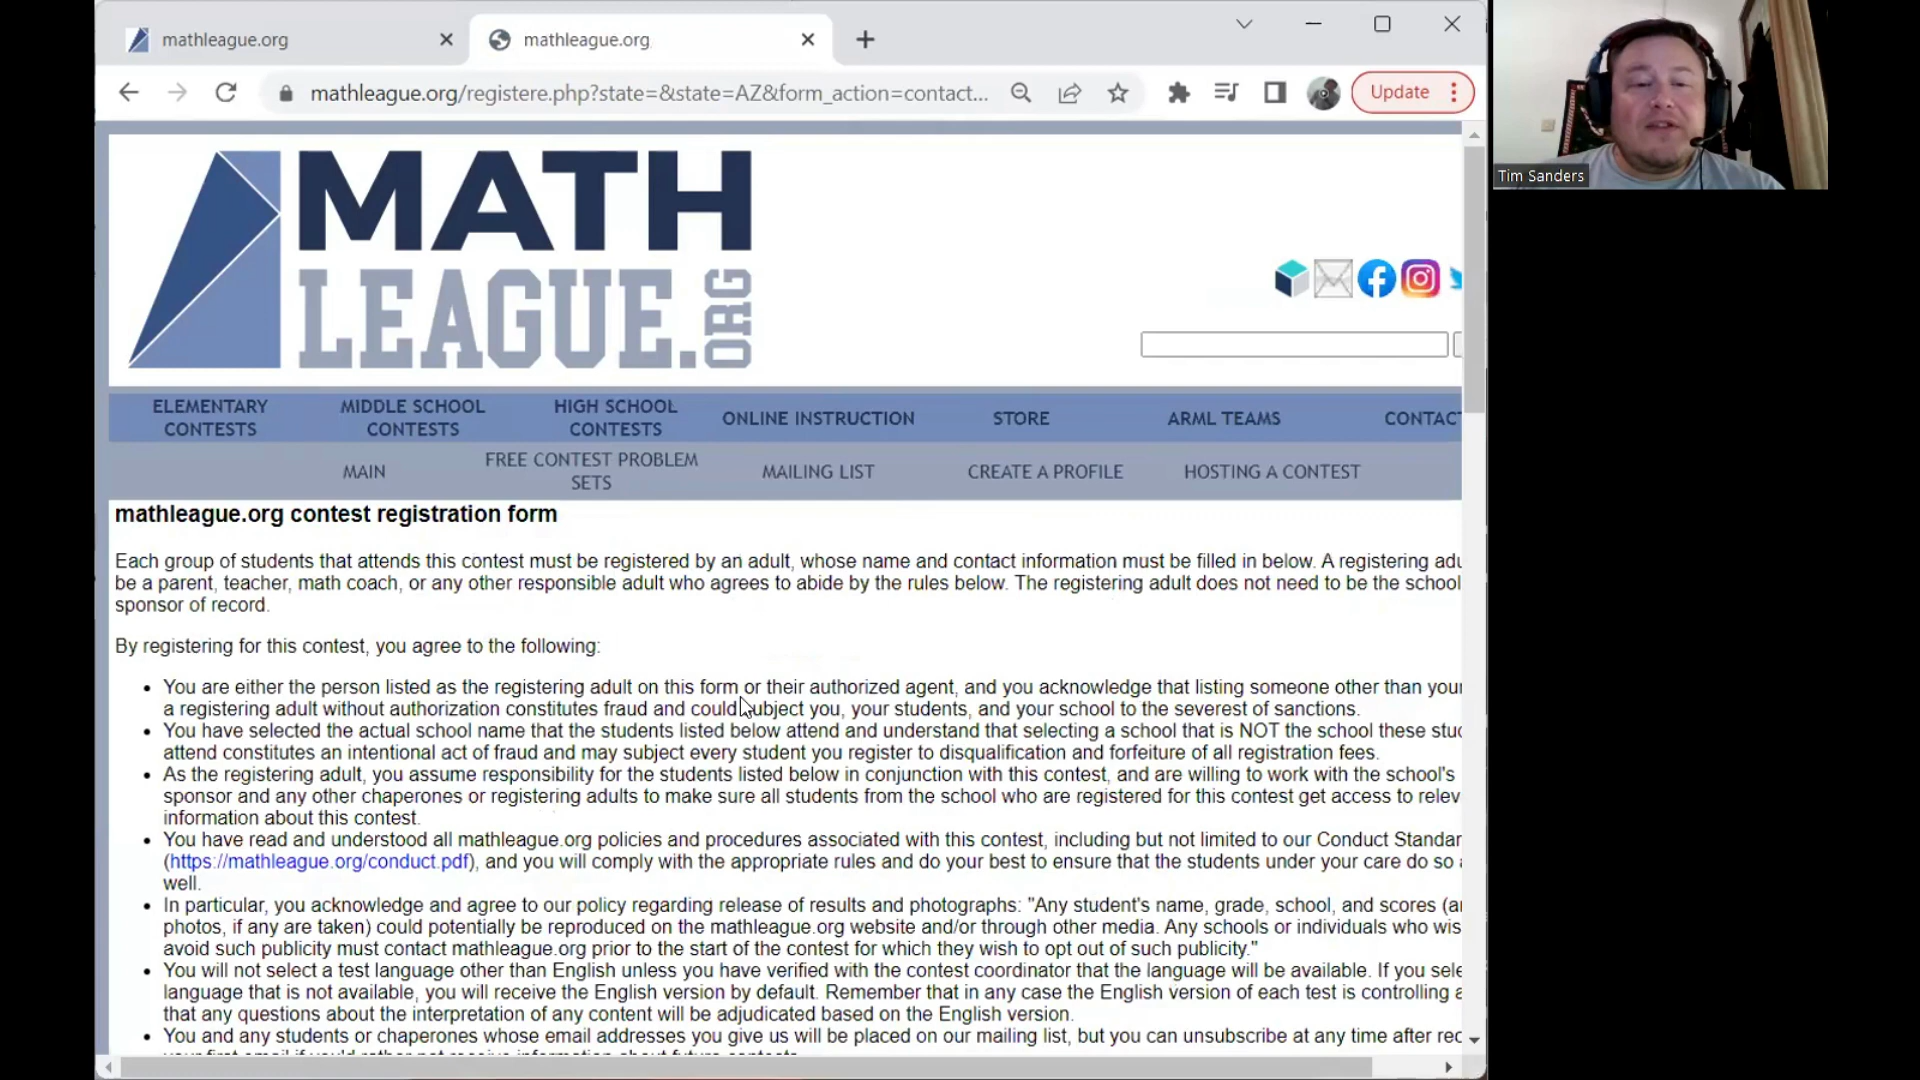 mathleague.org
mathleague.org
mathleague.org/registere.php?state=&state=AZ&form_action=contact...
Update
Tim Sanders
MATH
LEAGUE.ORG
ELEMENTARY CONTESTS
MIDDLE SCHOOL CONTESTS
HIGH SCHOOL CONTESTS
ONLINE INSTRUCTION
STORE
ARML TEAMS
CONTAC
MAIN
FREE CONTEST PROBLEM SETS
MAILING LIST
CREATE A PROFILE
HOSTING A CONTEST
mathleague.org contest registration form
Each group of students that attends this contest must be registered by an adult, whose name and contact information must be filled in below. A registering adu
be a parent, teacher, math coach, or any other responsible adult who agrees to abide by the rules below. The registering adult does not need to be the school
sponsor of record.
By registering for this contest, you agree to the following:
• You are either the person listed as the registering adult on this form or their authorized agent, and you acknowledge that listing someone other than your
a registering adult without authorization constitutes fraud and could subject you, your students, and your school to the severest of sanctions.
• You have selected the actual school name that the students listed below attend and understand that selecting a school that is NOT the school these stud
attend constitutes an intentional act of fraud and may subject every student you register to disqualification and forfeiture of all registration fees.
• As the registering adult, you assume responsibility for the students listed below in conjunction with this contest, and are willing to work with the school's
sponsor and any other chaperones or registering adults to make sure all students from the school who are registered for this contest get access to relev
information about this contest.
• You have read and understood all mathleague.org policies and procedures associated with this contest, including but not limited to our Conduct Standar
(https://mathleague.org/conduct.pdf), and you will comply with the appropriate rules and do your best to ensure that the students under your care do so a
well.
• In particular, you acknowledge and agree to our policy regarding release of results and photographs: "Any student's name, grade, school, and scores (an
photos, if any are taken) could potentially be reproduced on the mathleague.org website and/or through other media. Any schools or individuals who wis
avoid such publicity must contact mathleague.org prior to the start of the contest for which they wish to opt out of such publicity."
• You will not select a test language other than English unless you have verified with the contest coordinator that the language will be available. If you sele
language that is not available, you will receive the English version by default. Remember that in any case the English version of each test is controlling a
that any questions about the interpretation of any content will be adjudicated based on the English version.
• You and any students or chaperones whose email addresses you give us will be placed on our mailing list, but you can unsubscribe at any time after rec